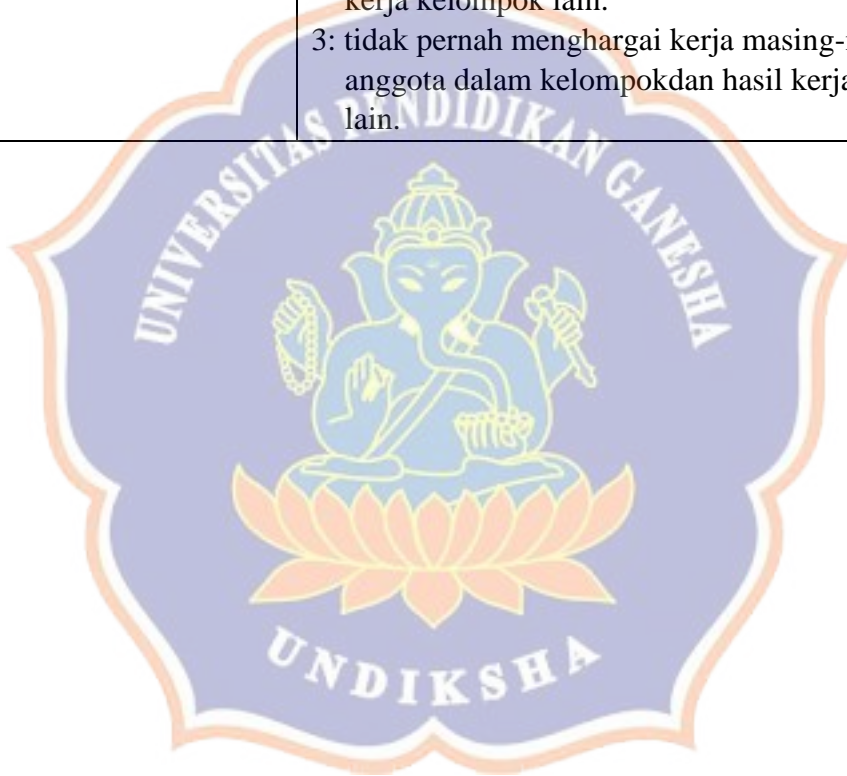 kerja kelompok lain.
3: tidak pernah menghargai kerja masing-
anggota dalam kelompokdan hasil kerja
lain.
UNIVERSITAS PENDIDIKAN GANESHA
UNDIKSHA